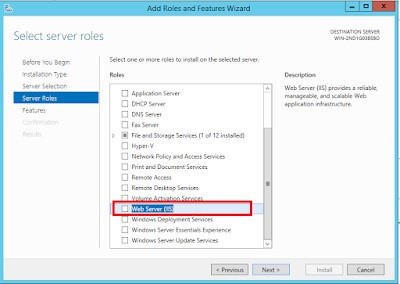 Add Roles and Features Wizard
Select server roles
DESTINATION SERVER
Before You Begin
Installation Type
Server Selection
Server Roles
Features
Confirmation
Results
Select one or more roles to install on the selected server.
Roles
Application Server
DHCP Server
DNS Server
Fax Server
File and Storage Services (1 of 12 installed)
Hyper-V
Network Policy and Access Services
Print and Document Services
Remote Access
Remote Desktop Services
Volume Activation Services
Web Server (IIS)
Windows Deployment Services
Windows Server Essentials Experience
Windows Server Update Services
Description
Web Server (IIS) provides a reliable,
manageable, and scalable Web
application infrastructure.
< Previous
Next >
Install
Cancel